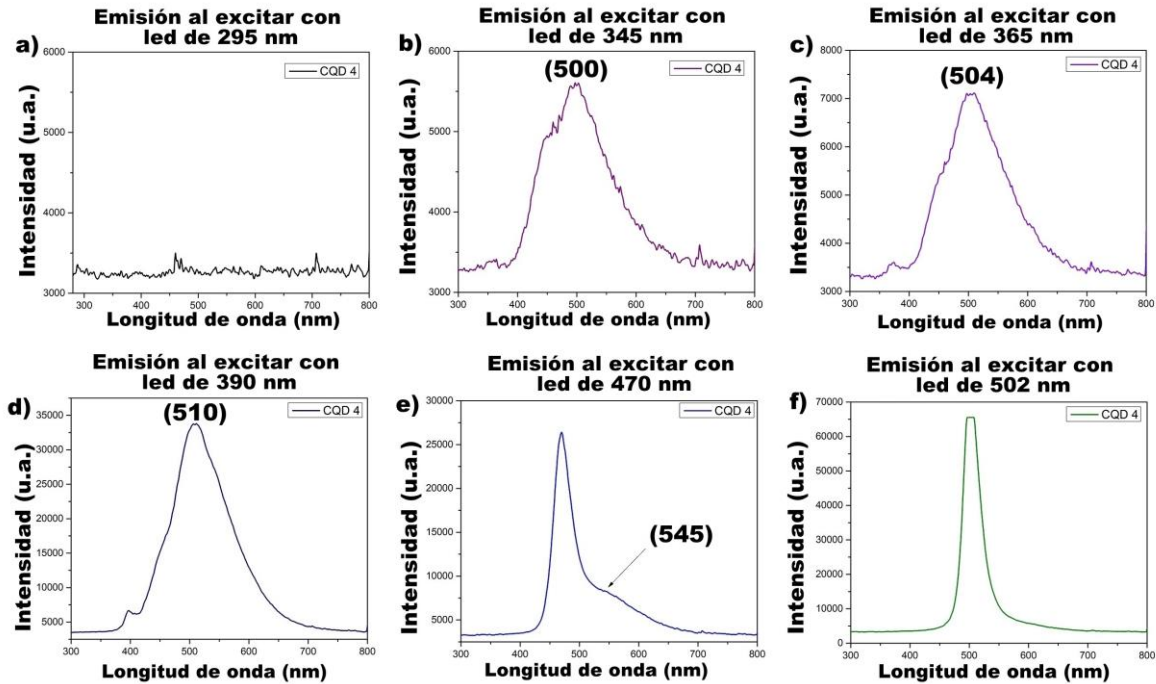 Emisión al excitar con
led de 295 nm
a)
CQD 4
6000
5000
4000
3000
300 400 500 600 700 800
Intensidad (u.a.)
Longitud de onda (nm)
Emisión al excitar con
led de 345 nm
b)
(500)
CQD 4
6000
5000
4000
3000
300 400 500 600 700 800
Intensidad (u.a.)
Longitud de onda (nm)
Emisión al excitar con
led de 365 nm
c)
(504)
CQD 4
8000
7000
6000
5000
4000
3000
300 400 500 600 700 800
Intensidad (u.a.)
Longitud de onda (nm)
Emisión al excitar con
led de 390 nm
d)
(510)
CQD 4
35000
30000
25000
20000
15000
10000
5000
300 400 500 600 700 800
Intensidad (u.a.)
Longitud de onda (nm)
Emisión al excitar con
led de 470 nm
e)
CQD 4
(545)
30000
25000
20000
15000
10000
5000
300 400 500 600 700 800
Intensidad (u.a.)
Longitud de onda (nm)
Emisión al excitar con
led de 502 nm
f)
CQD 4
70000
60000
50000
40000
30000
20000
10000
0
300 400 500 600 700 800
Intensidad (u.a.)
Longitud de onda (nm)